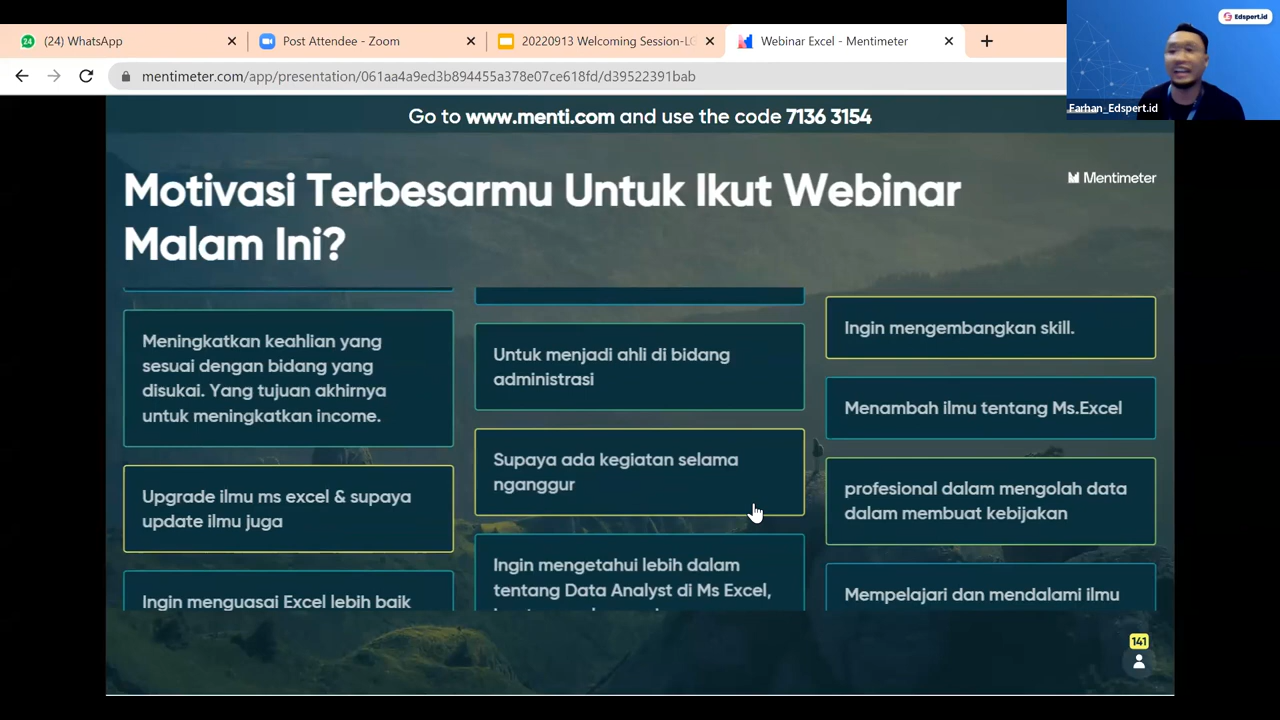 (24) WhatsApp
Post Attendee - Zoom
20220913 Welcoming Session-LG
Webinar Excel - Mentimeter
mentimeter.com/app/presentation/061aa4a9ed3b894455a378e07ce618fd/d39522391bab
Edspert.id
Farhan_Edspert.id
Go to www.menti.com and use the code 7136 3154
Motivasi Terbesarmu Untuk Ikut Webinar
Malam Ini?
Mentimeter
Meningkatkan keahlian yang
sesuai dengan bidang yang
disukai. Yang tujuan akhirnya
untuk meningkatkan income.
Upgrade ilmu ms excel & supaya
update ilmu juga
Ingin menguasai Excel lebih baik
Untuk menjadi ahli di bidang
administrasi
Supaya ada kegiatan selama
nganggur
Ingin mengetahui lebih dalam
tentang Data Analyst di Ms Excel,
Ingin mengembangkan skill.
Menambah ilmu tentang Ms.Excel
profesional dalam mengolah data
dalam membuat kebijakan
Mempelajari dan mendalami ilmu
141